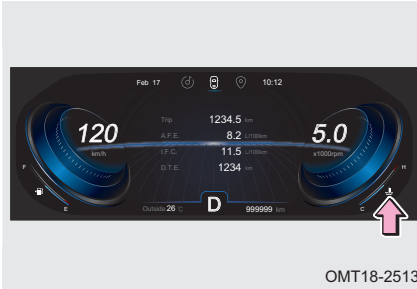 Feb 17 10:12
Trip 1234.5 km
A.F.E. 8.2 L/100km
I.F.C. 11.5 L/100km
D.T.E. 1234 km
120
km/h
5.0
x1000rpm
F
E
H
C
Outside 26 °C
D
999999 km
OMT18-2513